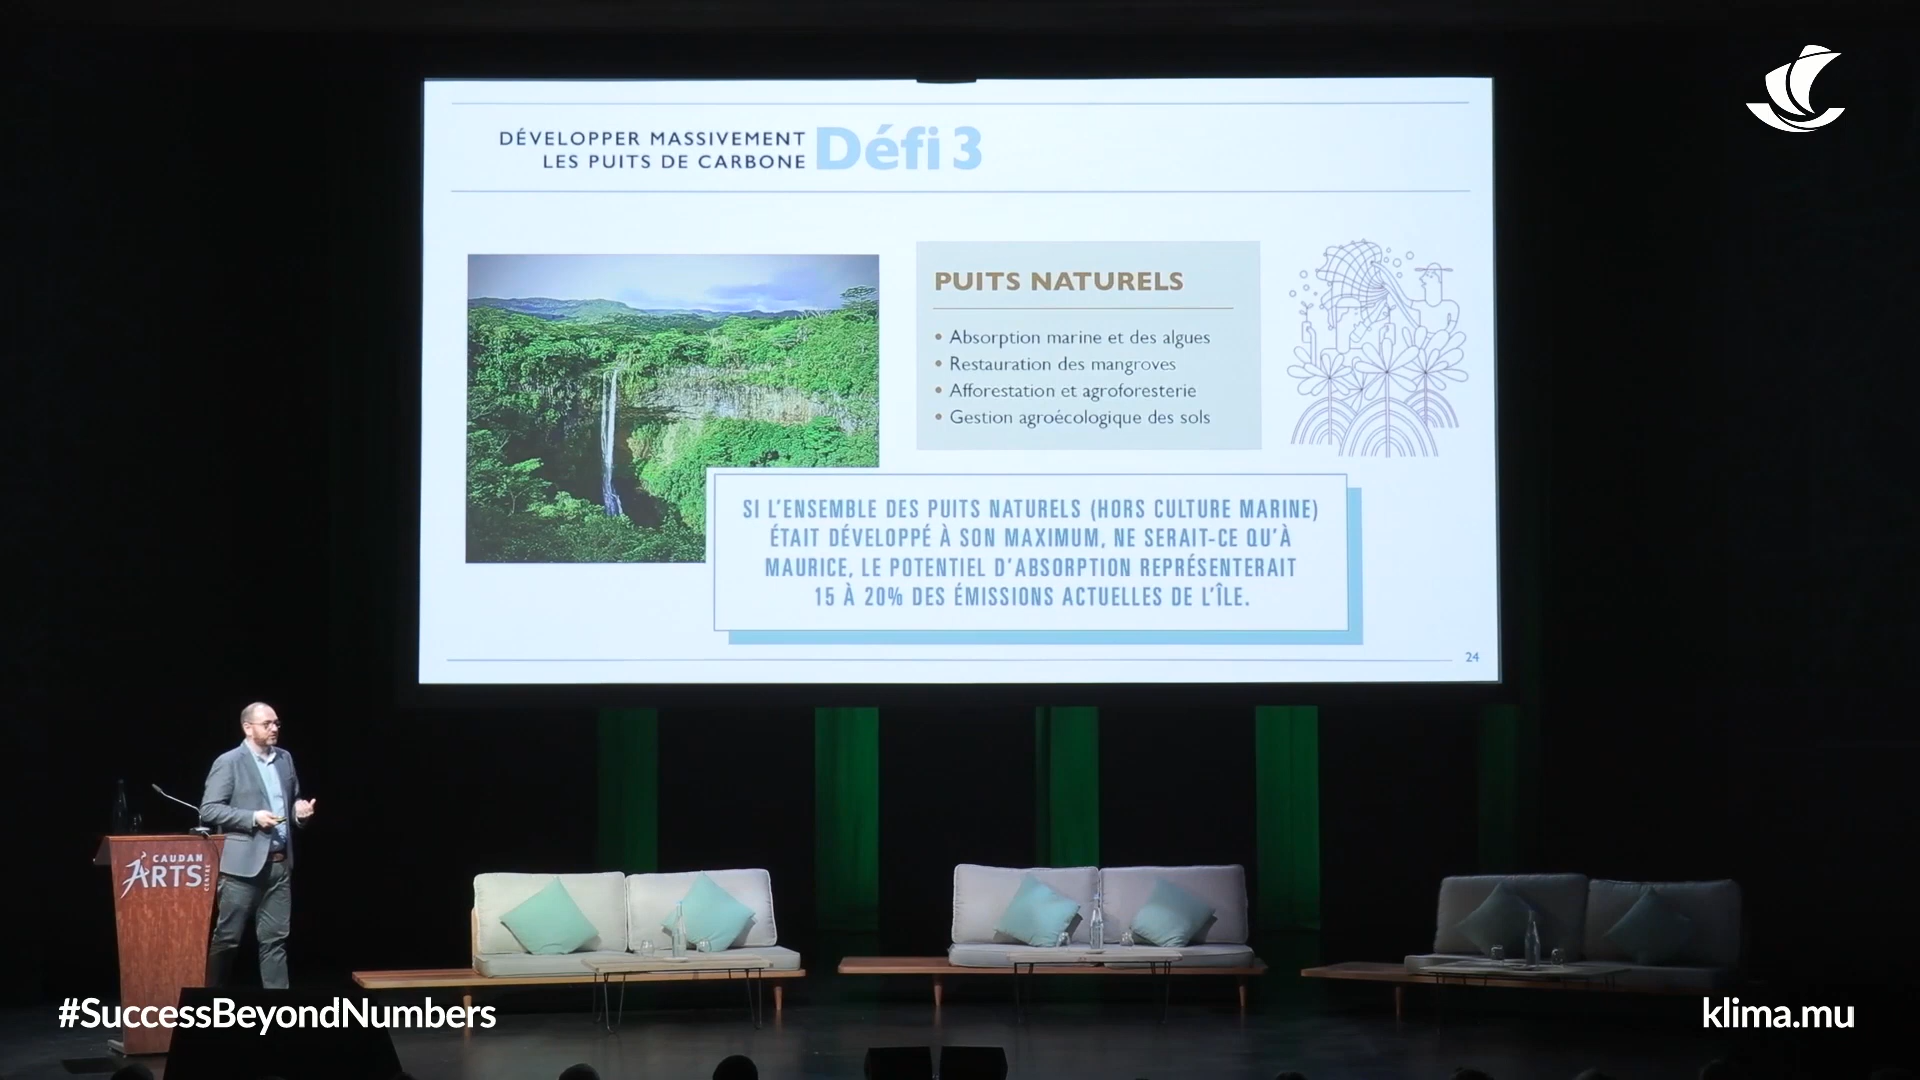 DÉVELOPPER MASSIVEMENT
LES PUITS DE CARBONE
Défi 3
PUITS NATURELS
• Absorption marine et des algues
• Restauration des mangroves
• Afforestation et agroforesterie
• Gestion agroécologique des sols
SI L'ENSEMBLE DES PUITS NATURELS (HORS CULTURE MARINE)
ÉTAIT DÉVELOPPÉ À SON MAXIMUM, NE SERAIT-CE QU'À
MAURICE, LE POTENTIEL D'ABSORPTION REPRÉSENTERAIT
15 À 20% DES ÉMISSIONS ACTUELLES DE L'ÎLE.
24
CAUDAN
ARTS
CENTRE
#SuccessBeyondNumbers
klima.mu